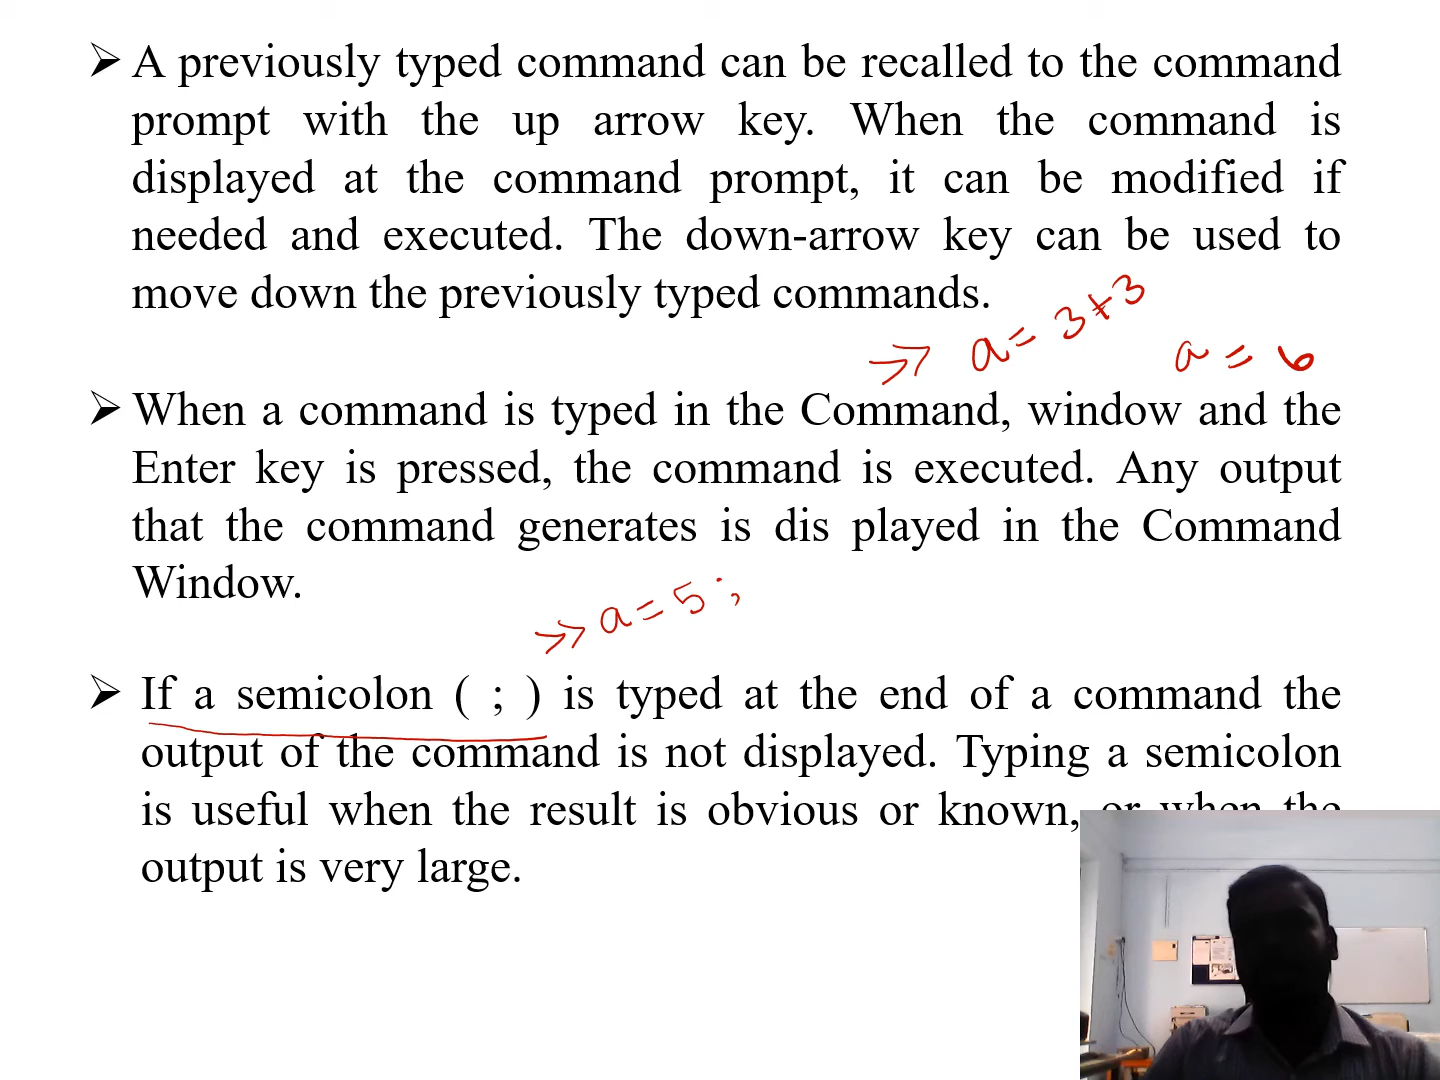 ➢ A previously typed command can be recalled to the command
prompt with the up arrow key. When the command is
displayed at the command prompt, it can be modified if
needed and executed. The down-arrow key can be used to
move down the previously typed commands.
>> a = 3+3
a = 6
➢ When a command is typed in the Command, window and the
Enter key is pressed, the command is executed. Any output
that the command generates is dis played in the Command
Window.
>> a = 5 ;
➢ If a semicolon ( ; ) is typed at the end of a command the
output of the command is not displayed. Typing a semicolon
is useful when the result is obvious or known, or when the
output is very large.